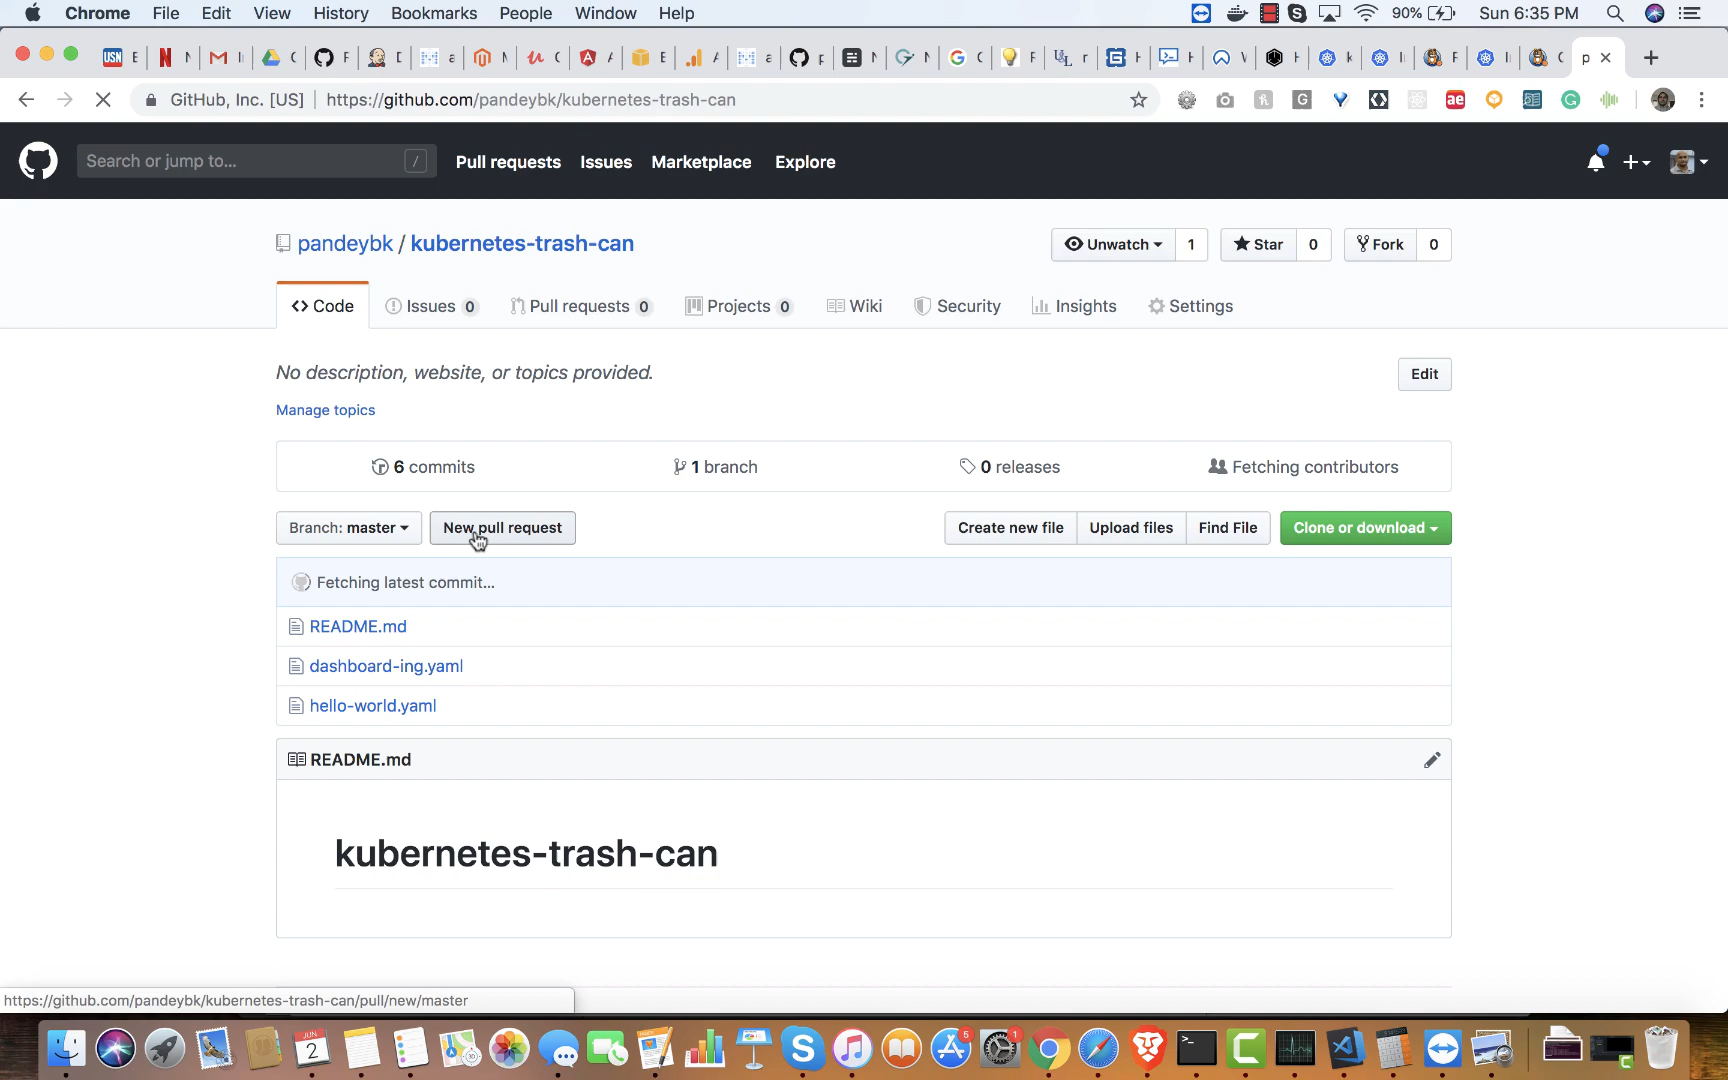 Chrome File Edit View History Bookmarks People Window Help 90% Sun 6:35 PM
GitHub, Inc. [US] https://github.com/pandeybk/kubernetes-trash-can
Search or jump to... / Pull requests Issues Marketplace Explore
pandeybk / kubernetes-trash-can Unwatch 1 Star 0 Fork 0
Code Issues 0 Pull requests 0 Projects 0 Wiki Security Insights Settings
No description, website, or topics provided. Edit
Manage topics
6 commits 1 branch 0 releases Fetching contributors
Branch: master New pull request Create new file Upload files Find File Clone or download
Fetching latest commit...
README.md
dashboard-ing.yaml
hello-world.yaml
README.md
kubernetes-trash-can
https://github.com/pandeybk/kubernetes-trash-can/pull/new/master
JUN
2
5
1